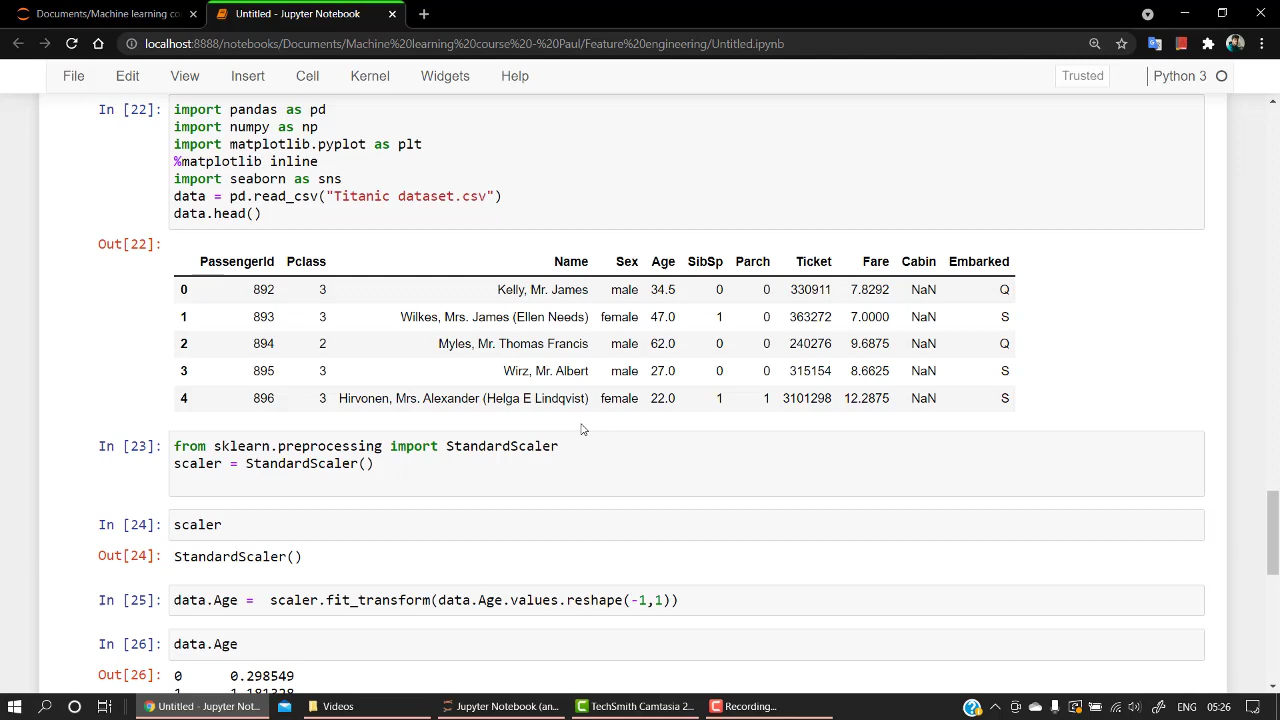 Documents/Machine learning co
Untitled - Jupyter Notebook
localhost:8888/notebooks/Documents/Machine%20learning%20course%20-%20Paul/Feature%20engineering/Untitled.ipynb
File Edit View Insert Cell Kernel Widgets Help Trusted Python 3
In [22]: import pandas as pd
import numpy as np
import matplotlib.pyplot as plt
%matplotlib inline
import seaborn as sns
data = pd.read_csv("Titanic dataset.csv")
data.head()
Out[22]:
PassengerId Pclass Name Sex Age SibSp Parch Ticket Fare Cabin Embarked
0 892 3 Kelly, Mr. James male 34.5 0 0 330911 7.8292 NaN Q
1 893 3 Wilkes, Mrs. James (Ellen Needs) female 47.0 1 0 363272 7.0000 NaN S
2 894 2 Myles, Mr. Thomas Francis male 62.0 0 0 240276 9.6875 NaN Q
3 895 3 Wirz, Mr. Albert male 27.0 0 0 315154 8.6625 NaN S
4 896 3 Hirvonen, Mrs. Alexander (Helga E Lindqvist) female 22.0 1 1 3101298 12.2875 NaN S
In [23]: from sklearn.preprocessing import StandardScaler
scaler = StandardScaler()
In [24]: scaler
Out[24]: StandardScaler()
In [25]: data.Age =  scaler.fit_transform(data.Age.values.reshape(-1,1))
In [26]: data.Age
Out[26]: 0 0.298549
1 1.181328
Untitled - Jupyter Not... Videos Jupyter Notebook (an... TechSmith Camtasia 2... Recording... ENG 05:26